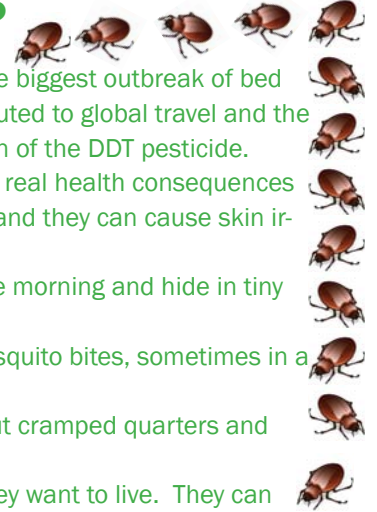 e biggest outbreak of bed
uted to global travel and the
n of the DDT pesticide.
real health consequences
and they can cause skin ir-
e morning and hide in tiny
squito bites, sometimes in a
ut cramped quarters and
ey want to live.  They can